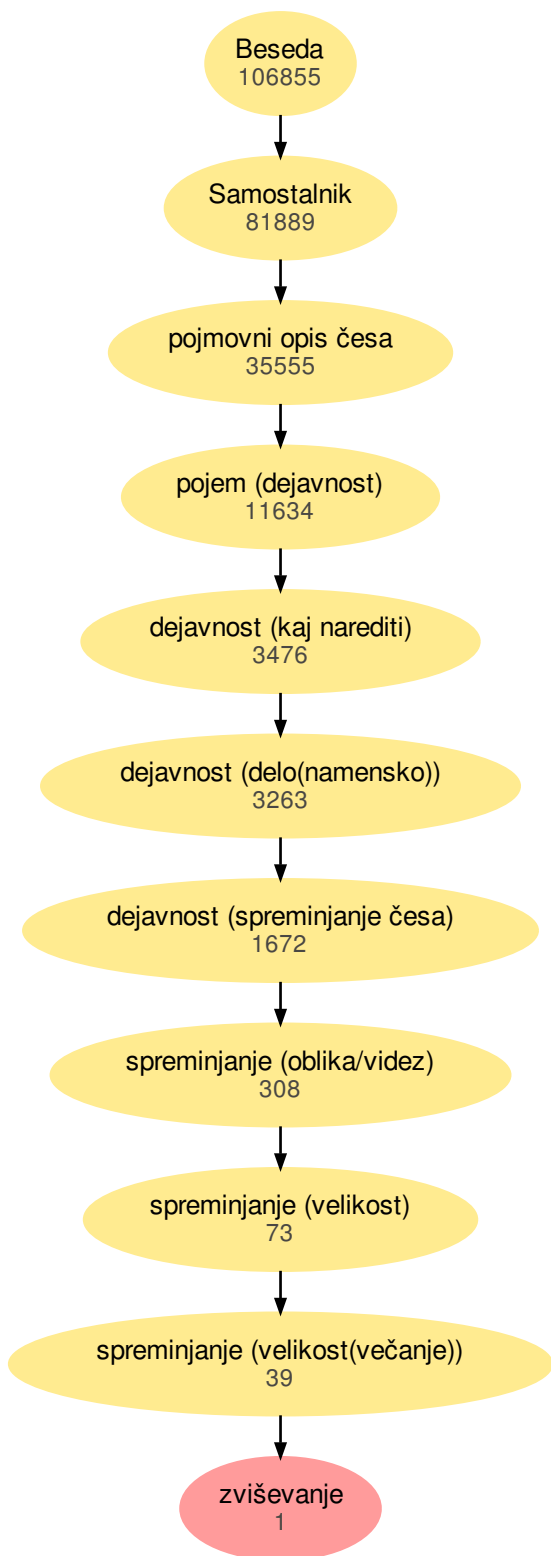 Beseda
106855
Samostalnik
81889
pojmovni opis česa
35555
pojem (dejavnost)
11634
dejavnost (kaj narediti)
3476
dejavnost (delo(namensko))
3263
dejavnost (spreminjanje česa)
1672
spreminjanje (oblika/videz)
308
spreminjanje (velikost)
73
spreminjanje (velikost(večanje))
39
zviševanje
1